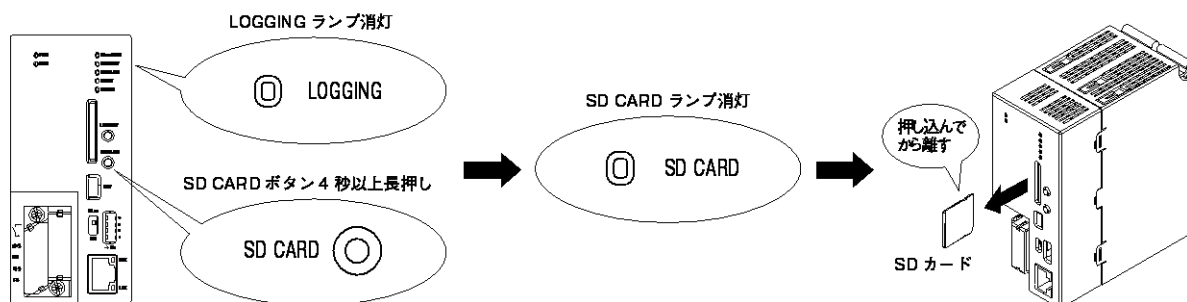 LOGGING ランプ消灯
LOGGING
SD CARD ボタン4 秒以上長押し
SD CARD
SD CARD ランプ消灯
SD CARD
押し込んで
から離す
SD カード